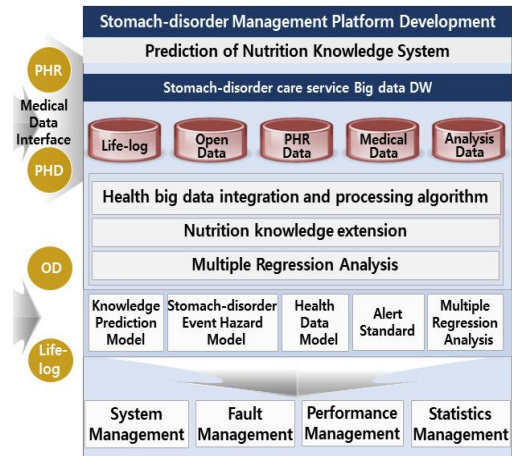 Stomach-disorder Management Platform Development
Prediction of Nutrition Knowledge System
PHR
Medical
Data
Interface
PHD
OD
Life-
log
Stomach-disorder care service Big data DW
Life-log
Open
Data
PHR
Data
Medical
Data
Analysis
Data
Health big data integration and processing algorithm
Nutrition knowledge extension
Multiple Regression Analysis
Knowledge
Prediction
Model
Stomach-disorder
Event Hazard
Model
Health
Data
Model
Alert
Standard
Multiple
Regression
Analysis
System
Management
Fault
Management
Performance
Management
Statistics
Management